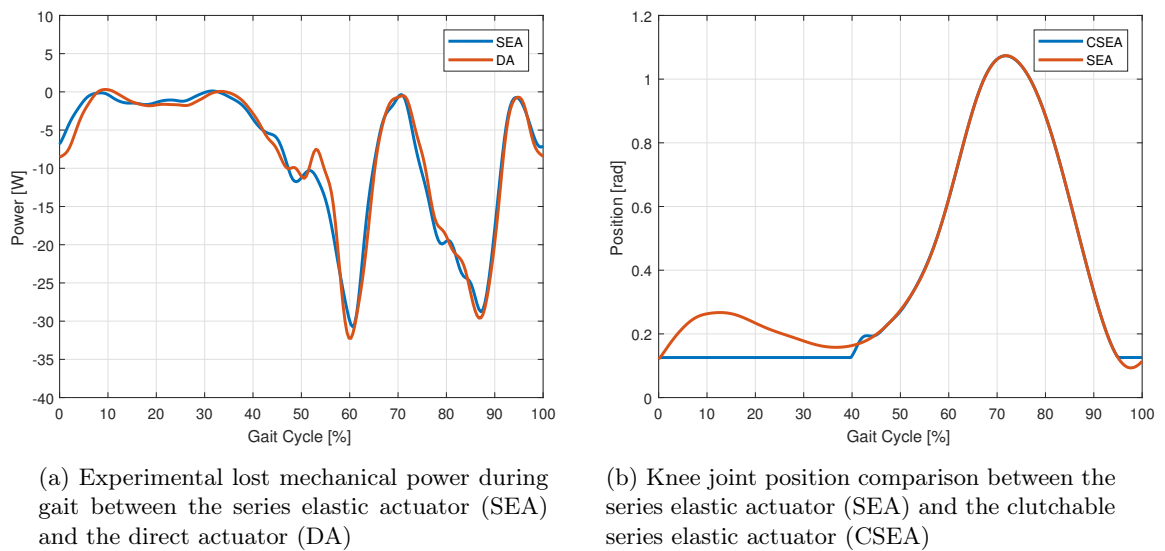 10
5
0
-5
-10
-15
-20
-25
-30
-35
-40
Power [W]
SEA
DA
0 10 20 30 40 50 60 70 80 90 100
Gait Cycle [%]
1.2
1
0.8
0.6
0.4
0.2
0
Position [rad]
CSEA
SEA
0 10 20 30 40 50 60 70 80 90 100
Gait Cycle [%]
(a) Experimental lost mechanical power during
gait between the series elastic actuator (SEA)
and the direct actuator (DA)
(b) Knee joint position comparison between the
series elastic actuator (SEA) and the clutchable
series elastic actuator (CSEA)